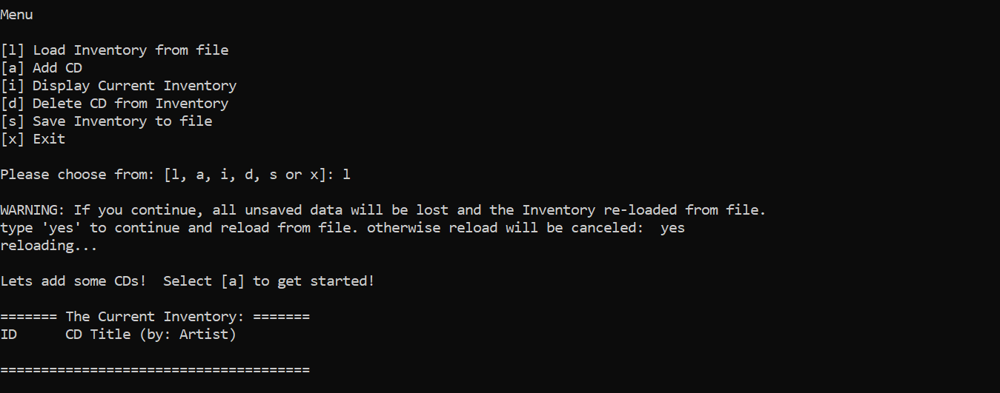 Menu
[l] Load Inventory from file
[a] Add CD
[i] Display Current Inventory
[d] Delete CD from Inventory
[s] Save Inventory to file
[x] Exit
Please choose from: [l, a, i, d, s or x]: l
WARNING: If you continue, all unsaved data will be lost and the Inventory re-loaded from file.
type 'yes' to continue and reload from file. otherwise reload will be canceled:  yes
reloading...
Lets add some CDs!  Select [a] to get started!
======= The Current Inventory: =======
ID      CD Title (by: Artist)
======================================